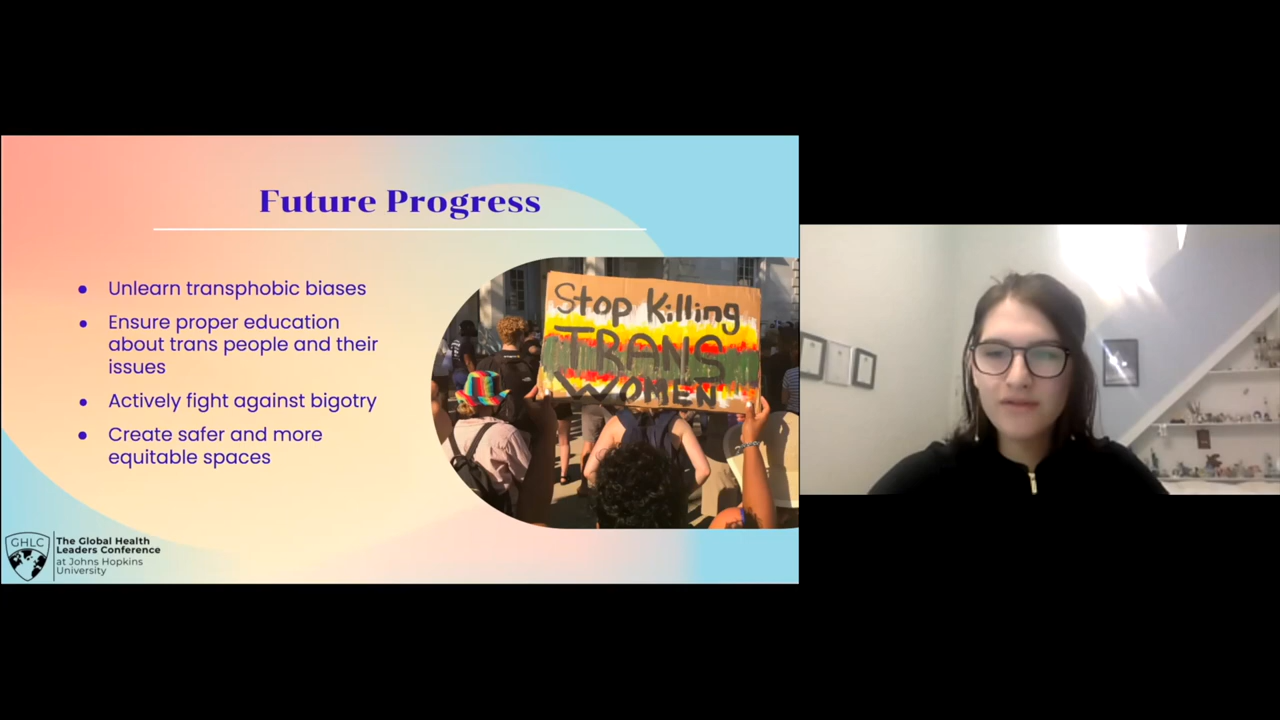 Future Progress
● Unlearn transphobic biases
● Ensure proper education
about trans people and their
issues
● Actively fight against bigotry
● Create safer and more
equitable spaces
Stop Killing
TRANS
WOMEN
GHLC
The Global Health
Leaders Conference
at Johns Hopkins
University